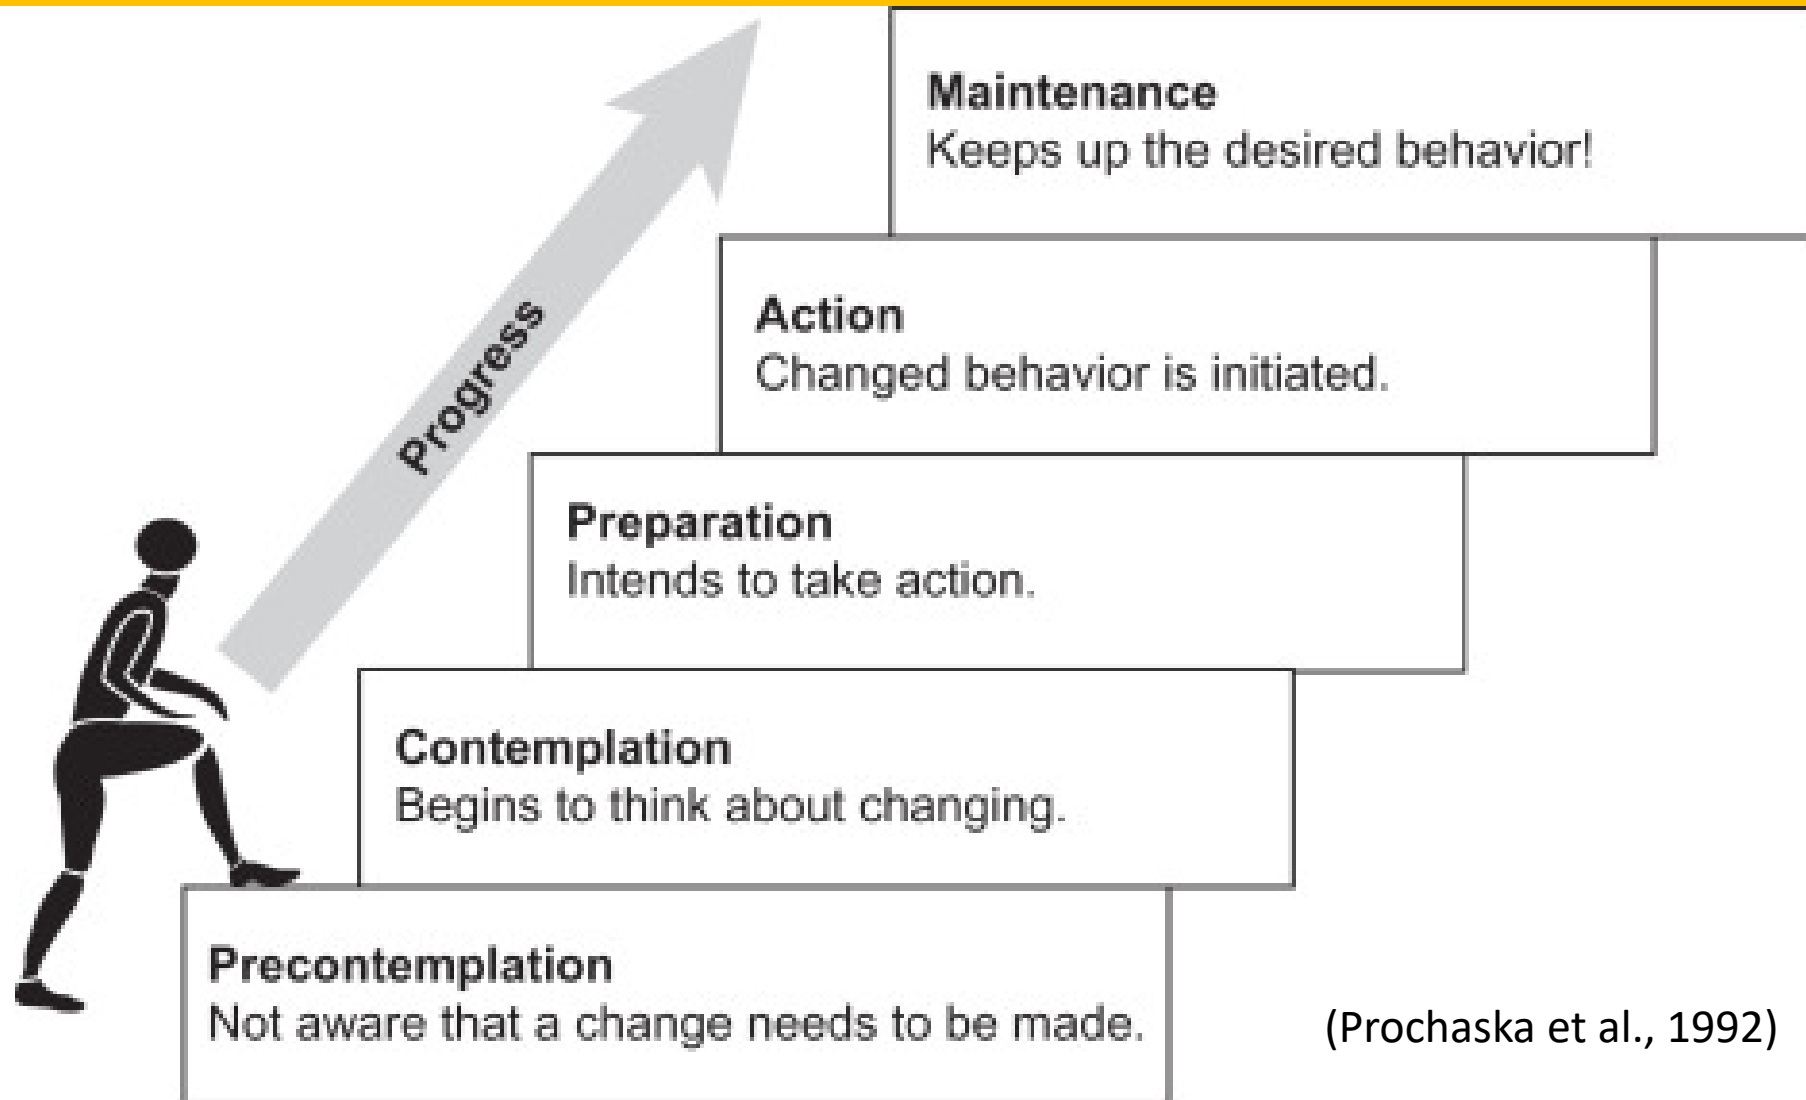 Maintenance
Keeps up the desired behavior!
Action
Changed behavior is initiated.
Progress
Preparation
Intends to take action.
Contemplation
Begins to think about changing.
Precontemplation
Not aware that a change needs to be made.
(Prochaska et al., 1992)